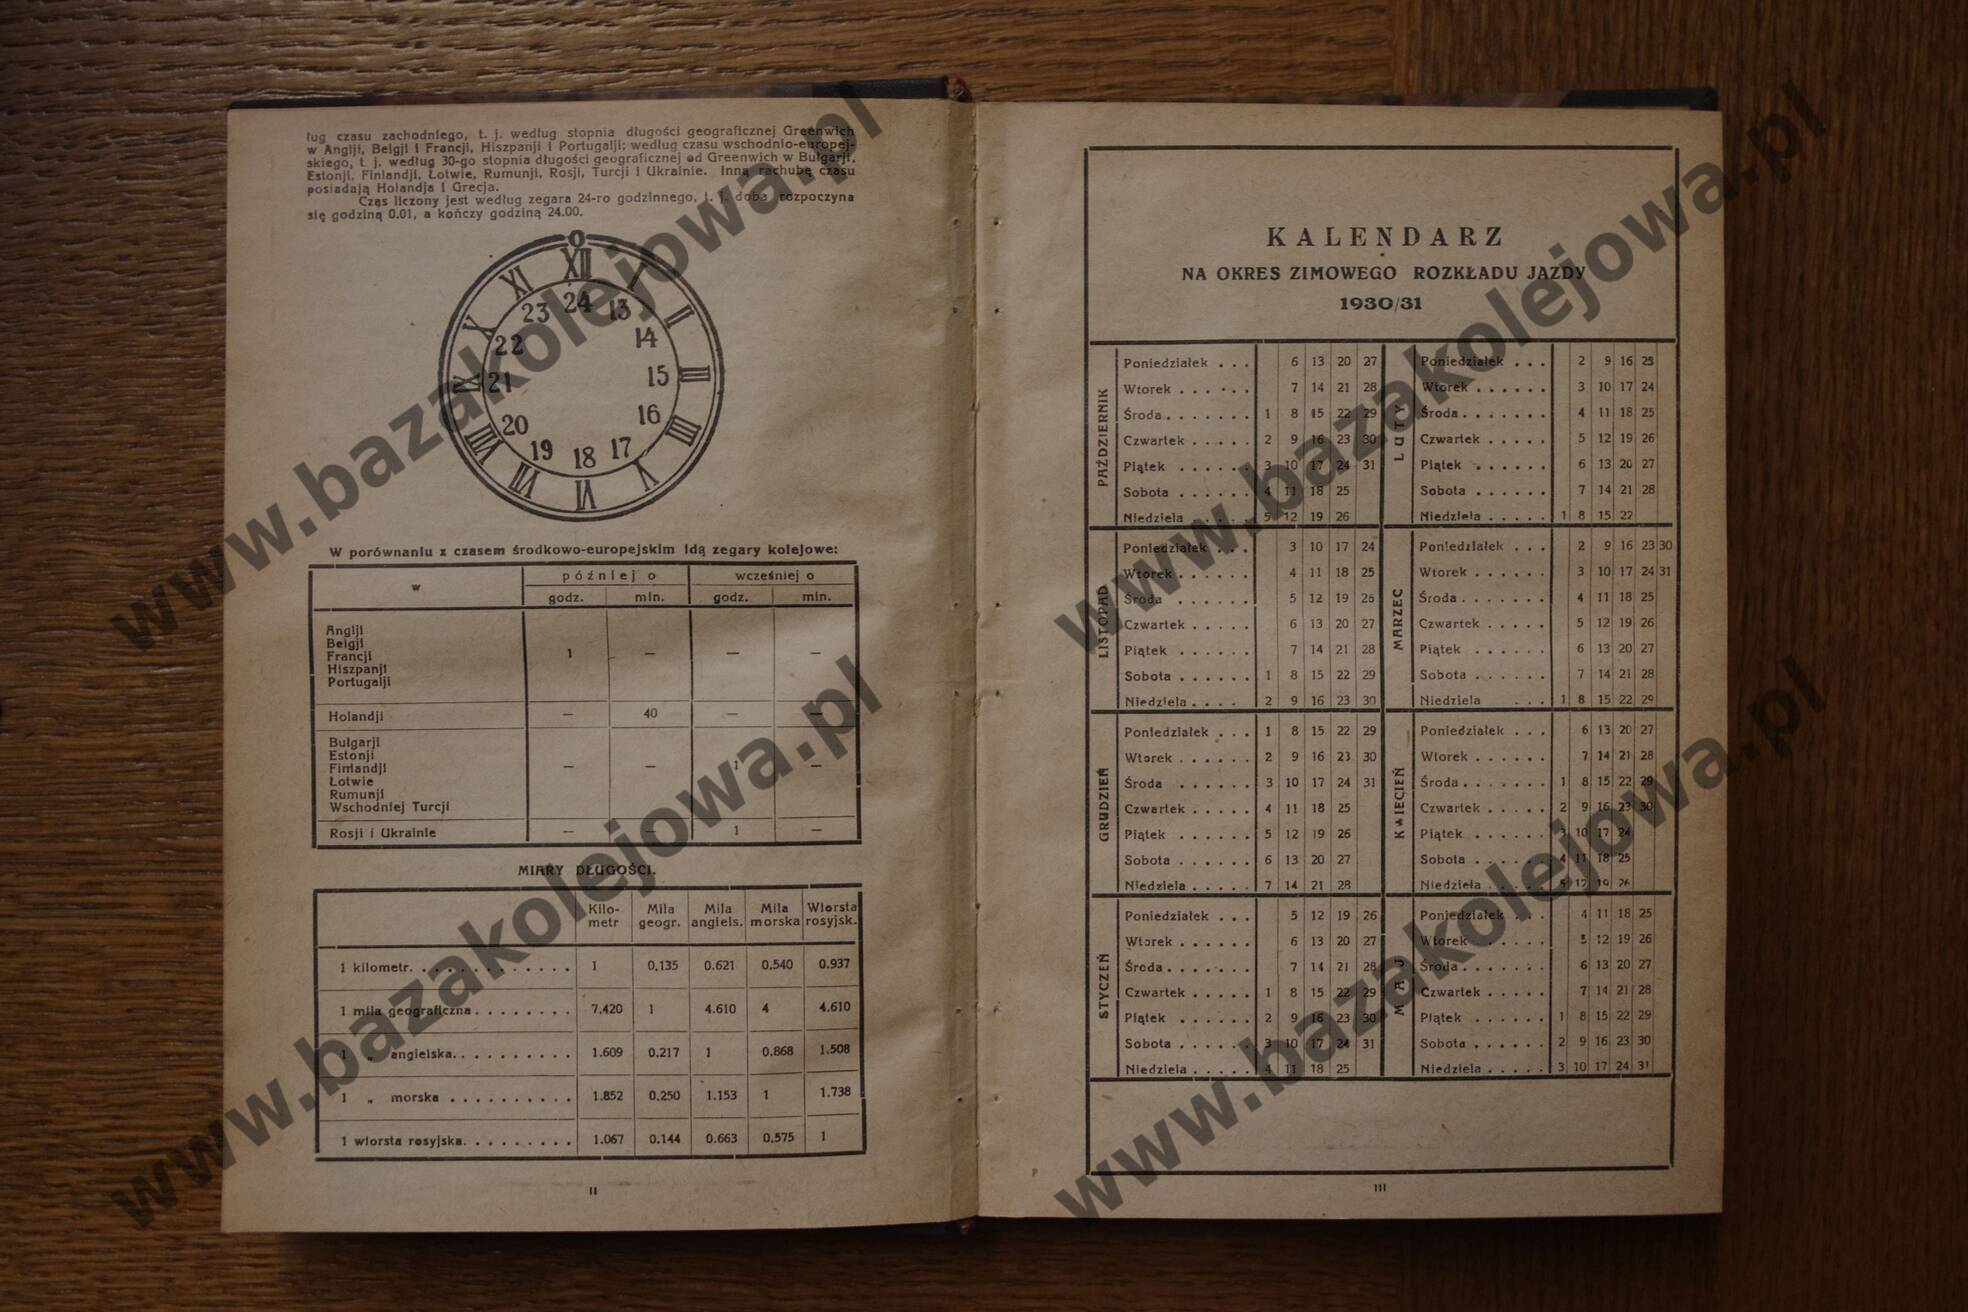 ług czasu zachodniego, t. j. według stopnia długości geograficznej Greenwich
w Anglji, Belgji i Francji, Hiszpanji i Portugalji; według czasu wschodnio-europej-
skiego, t. j. według 30-go stopnia długości geograficznej od Greenwich w Bułgarji,
Estonji, Finlandji, Łotwie, Rumunji, Rosji, Turcji i Ukrainie. Inną rachubę czasu
posiadają Holandja i Grecja.
Czas liczony jest według zegara 24-ro godzinnego, t. j. doba rozpoczyna
się godziną 0.01, a kończy godziną 24.00.
0
XII I II III IIII V VI VII VIII IX X XI
24 13 14 15 16 17 18 19 20 21 22 23
W porównaniu z czasem środkowo-europejskim idą zegary kolejowe:
w później o wcześniej o
godz. min. godz. min.
Anglji
Belgji
Francji 1 — — —
Hiszpanji
Portugalji
Holandji — 40 — —
Bułgarji
Estonji
Finlandji — — 1 —
Łotwie
Rumunji
Wschodniej Turcji
Rosji i Ukrainie — — 1 —
MIARY DŁUGOŚCI.
Kilo- Mila Mila Mila Wiorsta
metr geogr. angiels. morska rosyjsk.
1 kilometr. . . . . . . . . . . . . 1 0.135 0.621 0.540 0.937
1 mila geograficzna . . . . . . . . 7.420 1 4.610 4 4.610
1 „ angielska. . . . . . . . . . 1.609 0.217 1 0.868 1.508
1 „ morska . . . . . . . . . . 1.852 0.250 1.153 1 1.738
1 wiorsta rosyjska. . . . . . . . . 1.067 0.144 0.663 0.575 1
II
KALENDARZ
NA OKRES ZIMOWEGO ROZKŁADU JAZDY
1930/31
PAŹDZIERNIK
Poniedziałek . . . 6 13 20 27
Wtorek . . . . . . 7 14 21 28
Środa . . . . . . . 1 8 15 22 29
Czwartek . . . . . 2 9 16 23 30
Piątek . . . . . . 3 10 17 24 31
Sobota . . . . . . 4 11 18 25
Niedziela . . . . . 5 12 19 26
LUTY
Poniedziałek . . . 2 9 16 23
Wtorek . . . . . . 3 10 17 24
Środa . . . . . . . 4 11 18 25
Czwartek . . . . . 5 12 19 26
Piątek . . . . . . 6 13 20 27
Sobota . . . . . . 7 14 21 28
Niedziela . . . . . 1 8 15 22
LISTOPAD
Poniedziałek . . . 3 10 17 24
Wtorek . . . . . . 4 11 18 25
Środa . . . . . . 5 12 19 26
Czwartek . . . . . 6 13 20 27
Piątek . . . . . . 7 14 21 28
Sobota . . . . . . 1 8 15 22 29
Niedziela . . . . 2 9 16 23 30
MARZEC
Poniedziałek . . . 2 9 16 23 30
Wtorek . . . . . . 3 10 17 24 31
Środa . . . . . . . 4 11 18 25
Czwartek . . . . . 5 12 19 26
Piątek . . . . . . 6 13 20 27
Sobota . . . . . . 7 14 21 28
Niedziela . . . 1 8 15 22 29
GRUDZIEŃ
Poniedziałek . . . 1 8 15 22 29
Wtorek . . . . . . 2 9 16 23 30
Środa . . . . . . 3 10 17 24 31
Czwartek . . . . . 4 11 18 25
Piątek . . . . . . 5 12 19 26
Sobota . . . . . . 6 13 20 27
Niedziela . . . . . 7 14 21 28
KWIECIEŃ
Poniedziałek . . . 6 13 20 27
Wtorek . . . . . . 7 14 21 28
Środa . . . . . . . 1 8 15 22 29
Czwartek . . . . . 2 9 16 23 30
Piątek . . . . . . 3 10 17 24
Sobota . . . . . . 4 11 18 25
Niedziela . . . . . 5 12 19 26
STYCZEŃ
Poniedziałek . . . 5 12 19 26
Wtorek . . . . . . 6 13 20 27
Środa . . . . . . . 7 14 21 28
Czwartek . . . . . 1 8 15 22 29
Piątek . . . . . . 2 9 16 23 30
Sobota . . . . . . 3 10 17 24 31
Niedziela . . . . . 4 11 18 25
MAJ
Poniedziałek . . . 4 11 18 25
Wtorek . . . . . . 5 12 19 26
Środa . . . . . . . 6 13 20 27
Czwartek . . . . . 7 14 21 28
Piątek . . . . . . 1 8 15 22 29
Sobota . . . . . . 2 9 16 23 30
Niedziela . . . . . 3 10 17 24 31
III
www.bazakolejowa.pl
www.bazakolejowa.pl
www.bazakolejowa.pl
www.bazakolejowa.pl